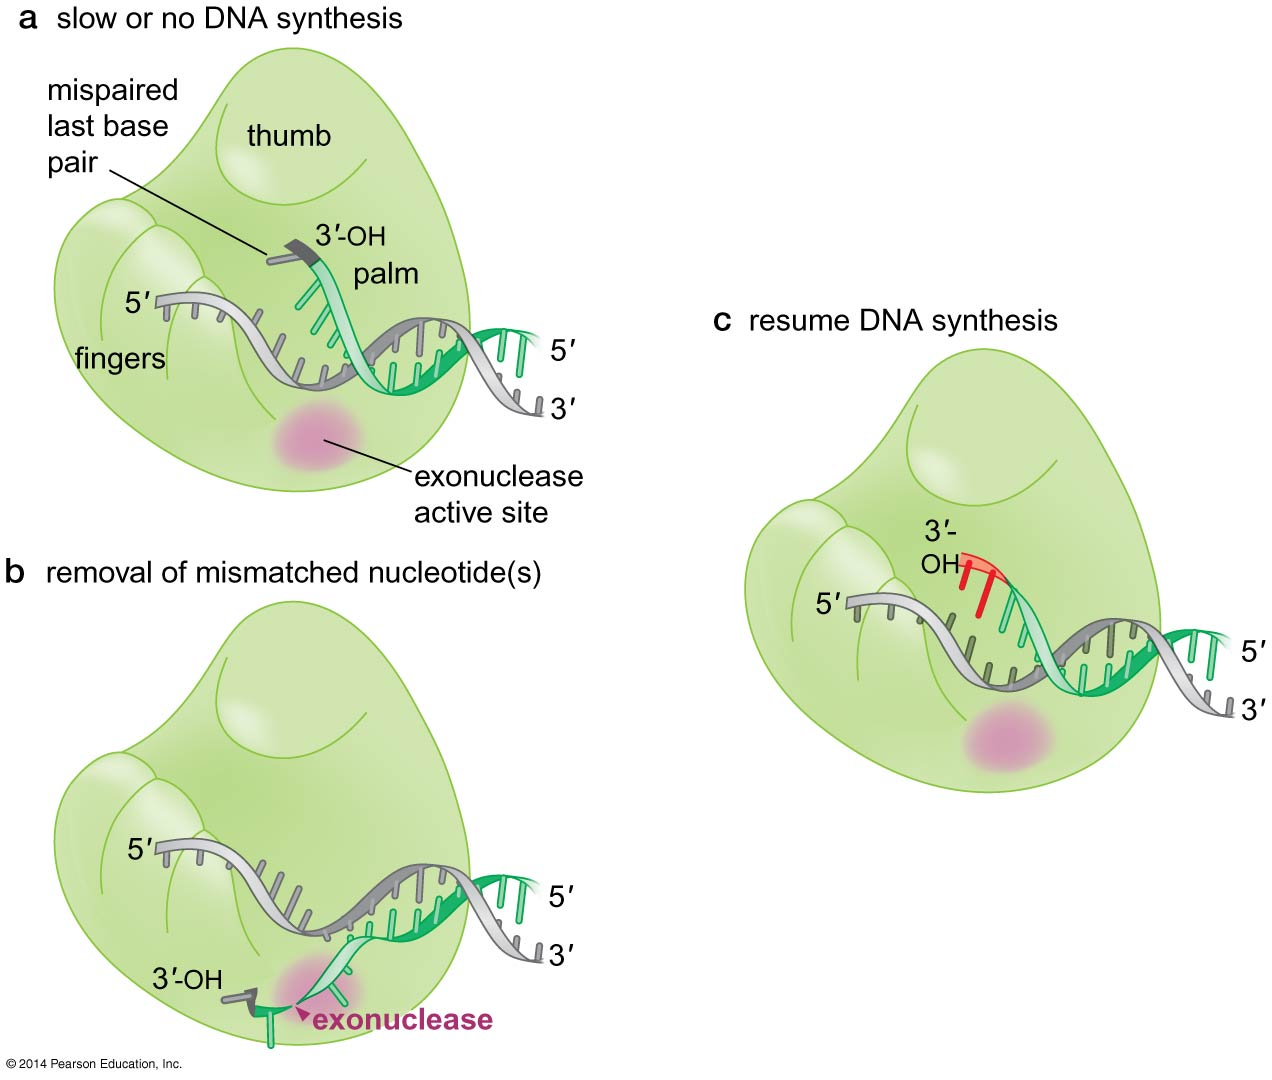 a slow or no DNA synthesis
mispaired
last base
pair
thumb
3′-OH
palm
5′
fingers
5′
3′
exonuclease
active site
b removal of mismatched nucleotide(s)
5′
5′
3′
3′-OH
exonuclease
c resume DNA synthesis
3′-
OH
5′
5′
3′
© 2014 Pearson Education, Inc.